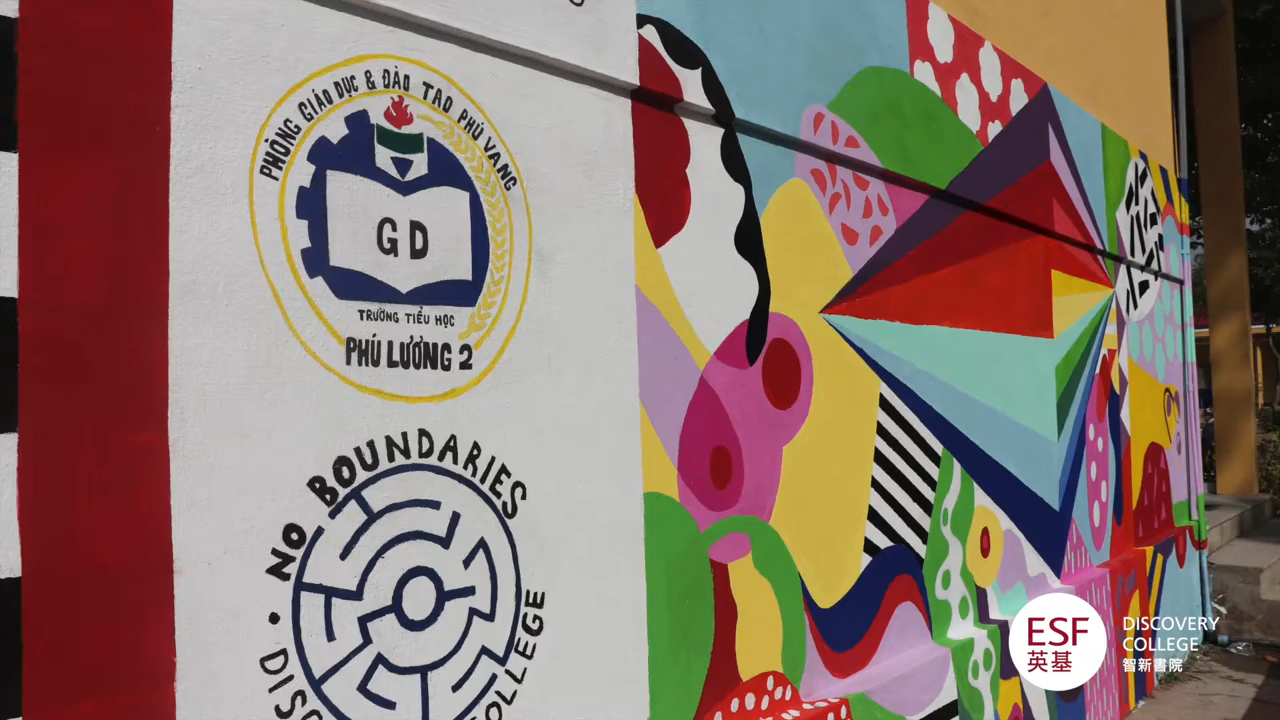 PHÒNG GIÁO DỤC & ĐÀO TẠO PHÚ VANG
GD
TRƯỜNG TIỂU HỌC
PHÚ LƯƠNG 2
NO BOUNDARIES
COLLEGE
ESF
英基
DISCOVERY
COLLEGE
智新書院